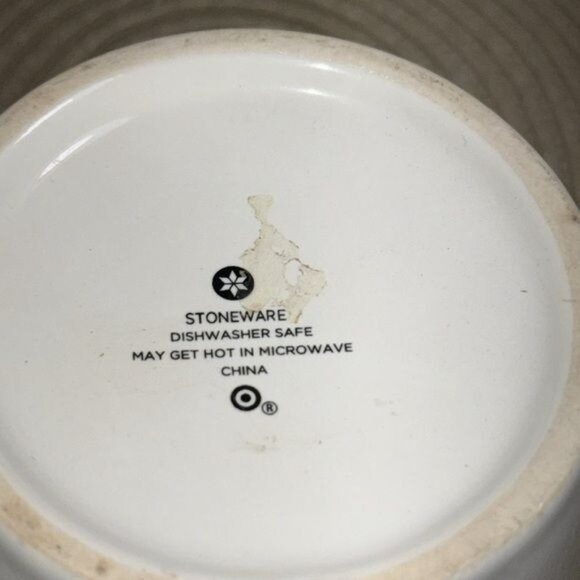 STONEWARE
DISHWASHER SAFE
MAY GET HOT IN MICROWAVE
CHINA
®